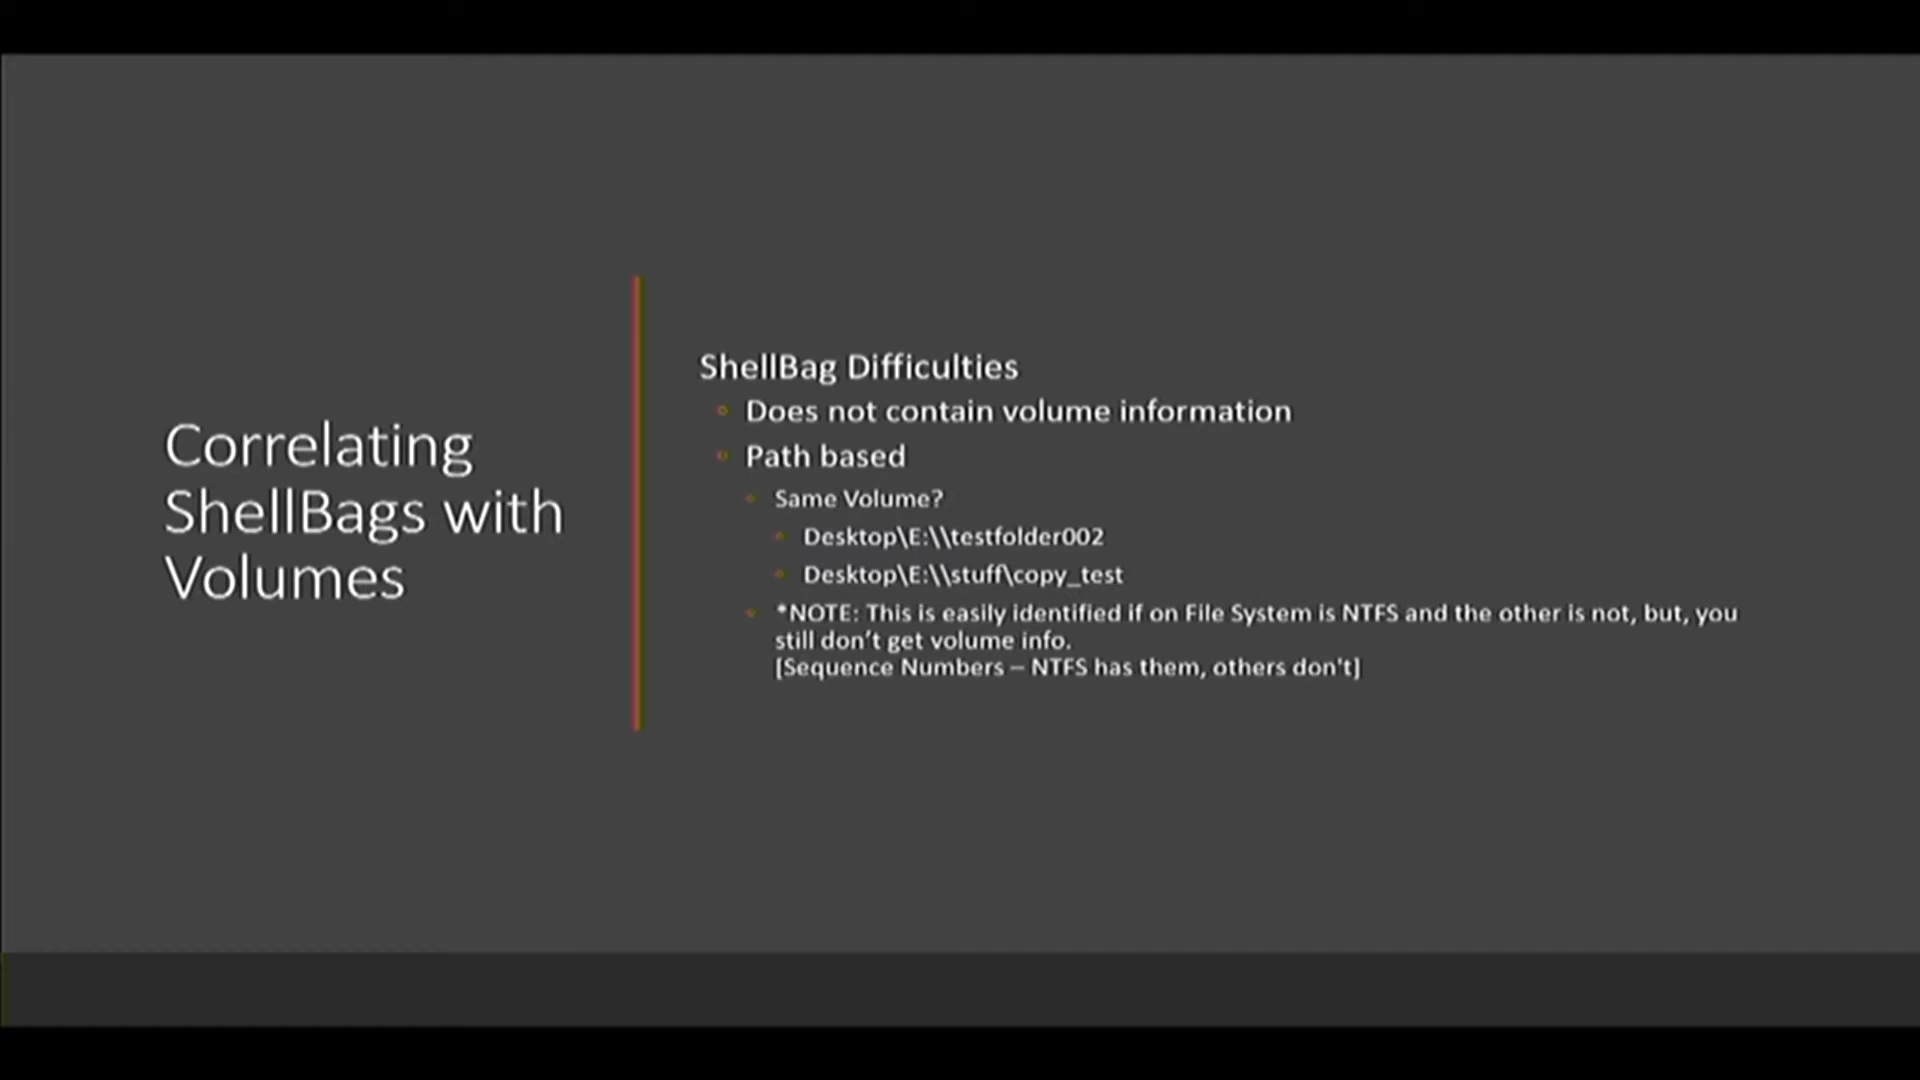 Correlating
ShellBags with
Volumes
ShellBag Difficulties
Does not contain volume information
Path based
Same Volume?
Desktop\E:\\testfolder002
Desktop\E:\\stuff\copy_test
*NOTE: This is easily identified if on File System is NTFS and the other is not, but, you
still don't get volume info.
[Sequence Numbers – NTFS has them, others don't]